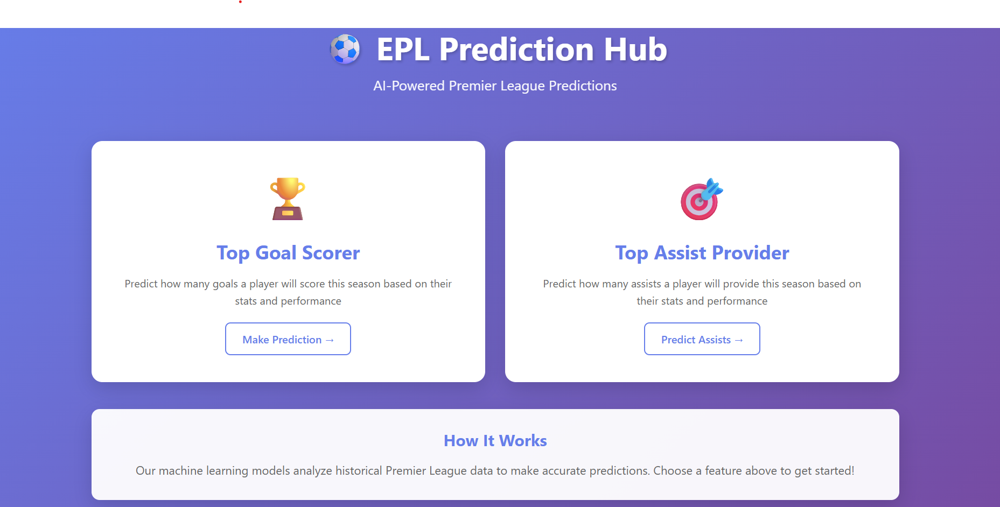 EPL Prediction Hub
AI-Powered Premier League Predictions
Top Goal Scorer
Predict how many goals a player will score this season based on their
stats and performance
Make Prediction →
Top Assist Provider
Predict how many assists a player will provide this season based on
their stats and performance
Predict Assists →
How It Works
Our machine learning models analyze historical Premier League data to make accurate predictions. Choose a feature above to get started!